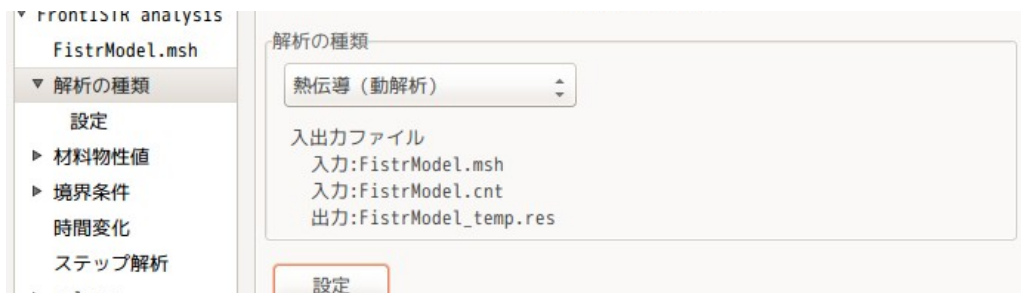 FrontISTR analysis
FistrModel.msh
解析の種類
設定
材料物性値
境界条件
時間変化
ステップ解析
解析の種類
熱伝導（動解析）
入出力ファイル
入力:FistrModel.msh
入力:FistrModel.cnt
出力:FistrModel_temp.res
設定